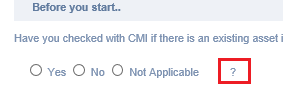 Before you start..
Have you checked with CMI if there is an existing asset i
Yes No Not Applicable ?